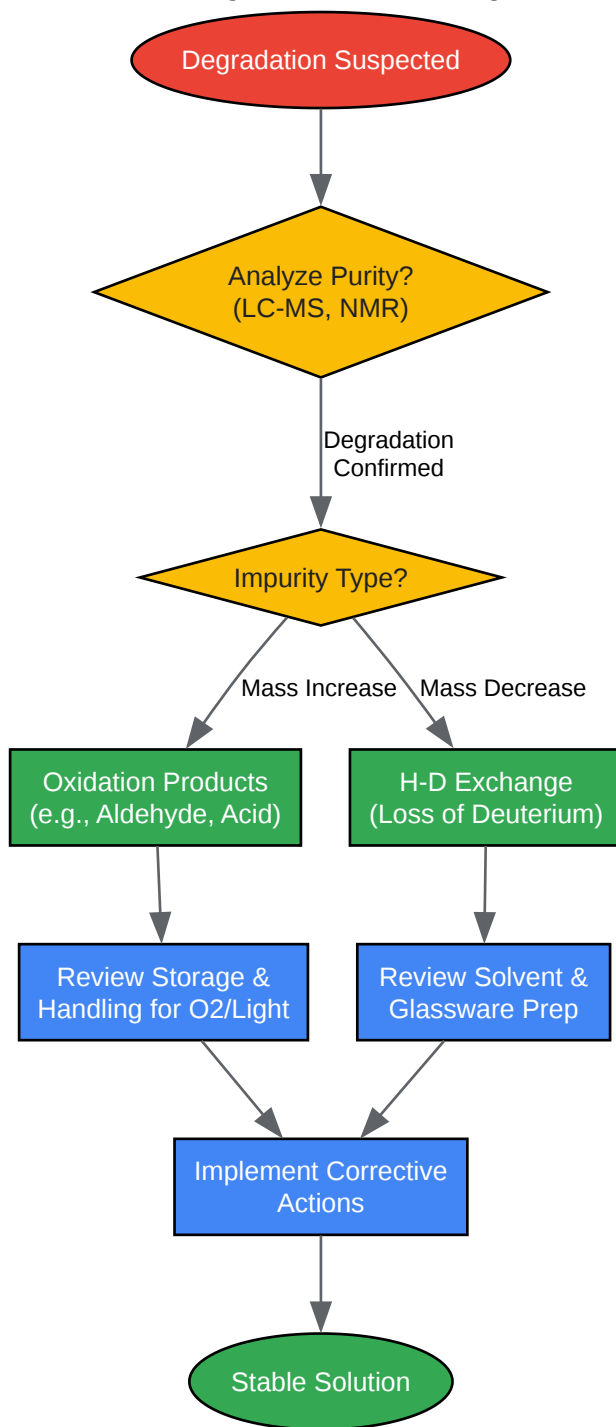 Degradation Suspected
Analyze Purity?
(LC-MS, NMR)
Degradation
Confirmed
Impurity Type?
Mass Increase
Mass Decrease
Oxidation Products
(e.g., Aldehyde, Acid)
H-D Exchange
(Loss of Deuterium)
Review Storage &
Handling for O2/Light
Review Solvent &
Glassware Prep
Implement Corrective
Actions
Stable Solution